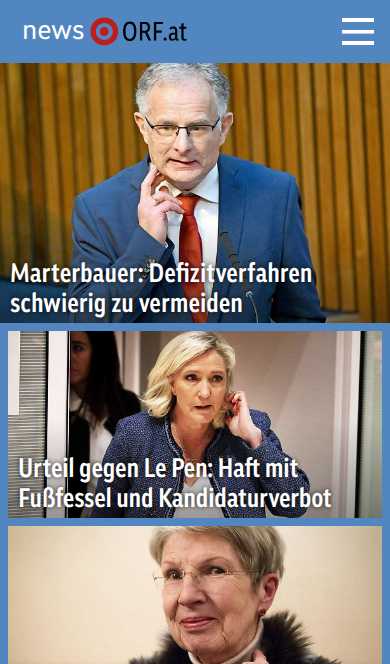 news ORF.at
Marterbauer: Defizitverfahren
schwierig zu vermeiden
Urteil gegen Le Pen: Haft mit
Fußfessel und Kandidaturverbot